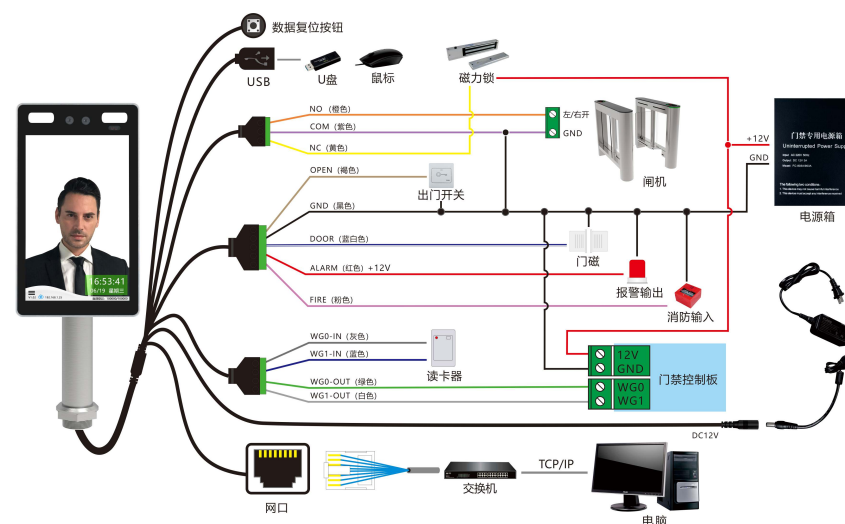 数据复位按钮
USB
U盘
鼠标
磁力锁
NO（橙色）
COM（紫色）
NC（黄色）
左/右开
GND
闸机
+12V
GND
门禁专用电源箱
Uninterrupted Power Supp
电源箱
OPEN（褐色）
出门开关
GND（黑色）
DOOR（蓝白色）
门磁
ALARM（红色）+12V
报警输出
FIRE（粉色）
消防输入
16:53:41
06/19 星期三
WG0-IN（灰色）
WG1-IN（蓝色）
读卡器
WG0-OUT（绿色）
WG1-OUT（白色）
12V
GND
WG0
WG1
门禁控制板
DC12V
网口
交换机
TCP/IP
电脑